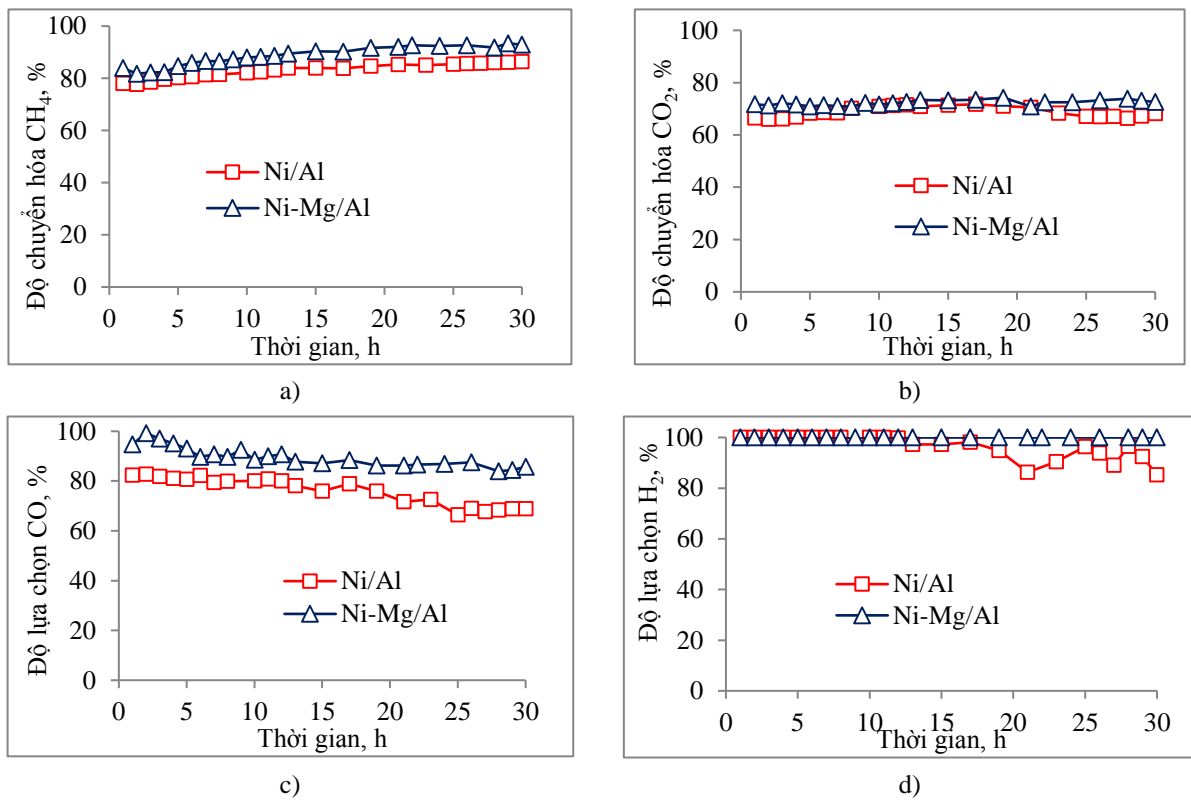 Độ chuyển hóa CH4, %
100
80
60
40
20
0
Ni/Al
Ni-Mg/Al
0 5 10 15 20 25 30
Thời gian, h
a)
Độ chuyển hóa CO2, %
100
80
60
40
20
0
Ni/Al
Ni-Mg/Al
0 5 10 15 20 25 30
Thời gian, h
b)
Độ lựa chọn CO, %
100
80
60
40
20
0
Ni/Al
Ni-Mg/Al
0 5 10 15 20 25 30
Thời gian, h
c)
Độ lựa chọn H2, %
100
80
60
40
20
0
Ni/Al
Ni-Mg/Al
0 5 10 15 20 25 30
Thời gian, h
d)